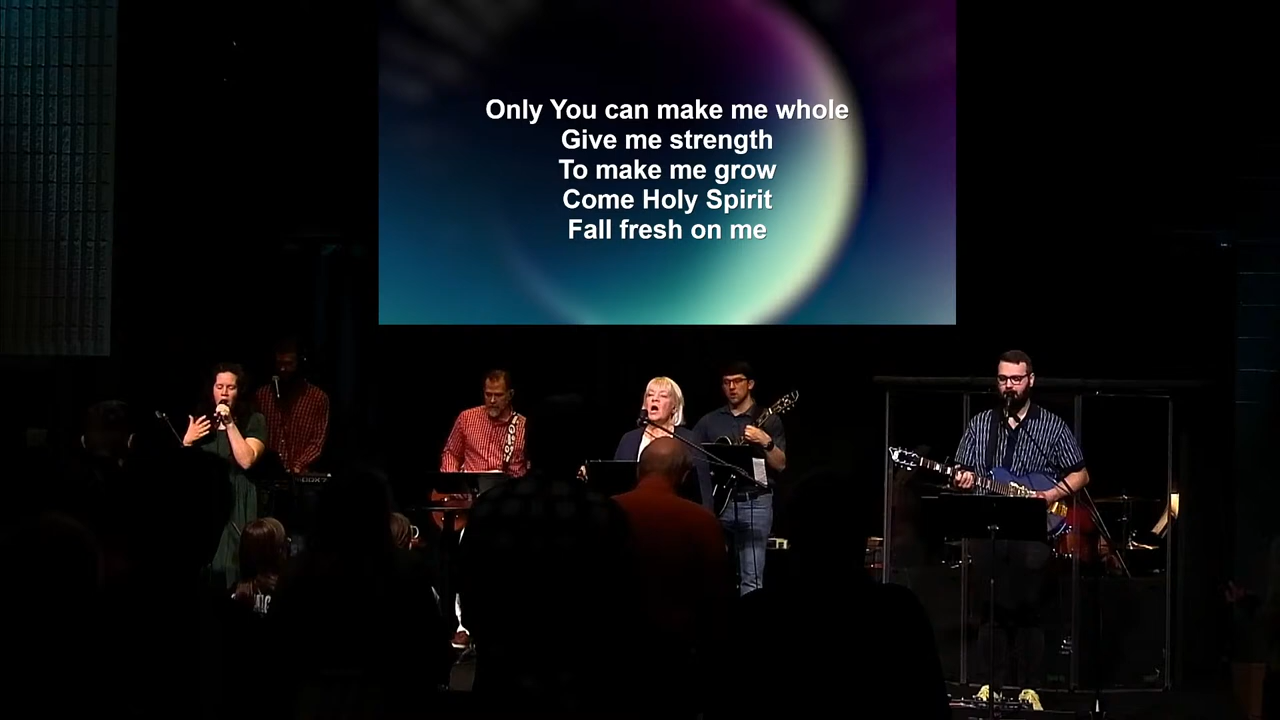 Only You can make me whole
Give me strength
To make me grow
Come Holy Spirit
Fall fresh on me